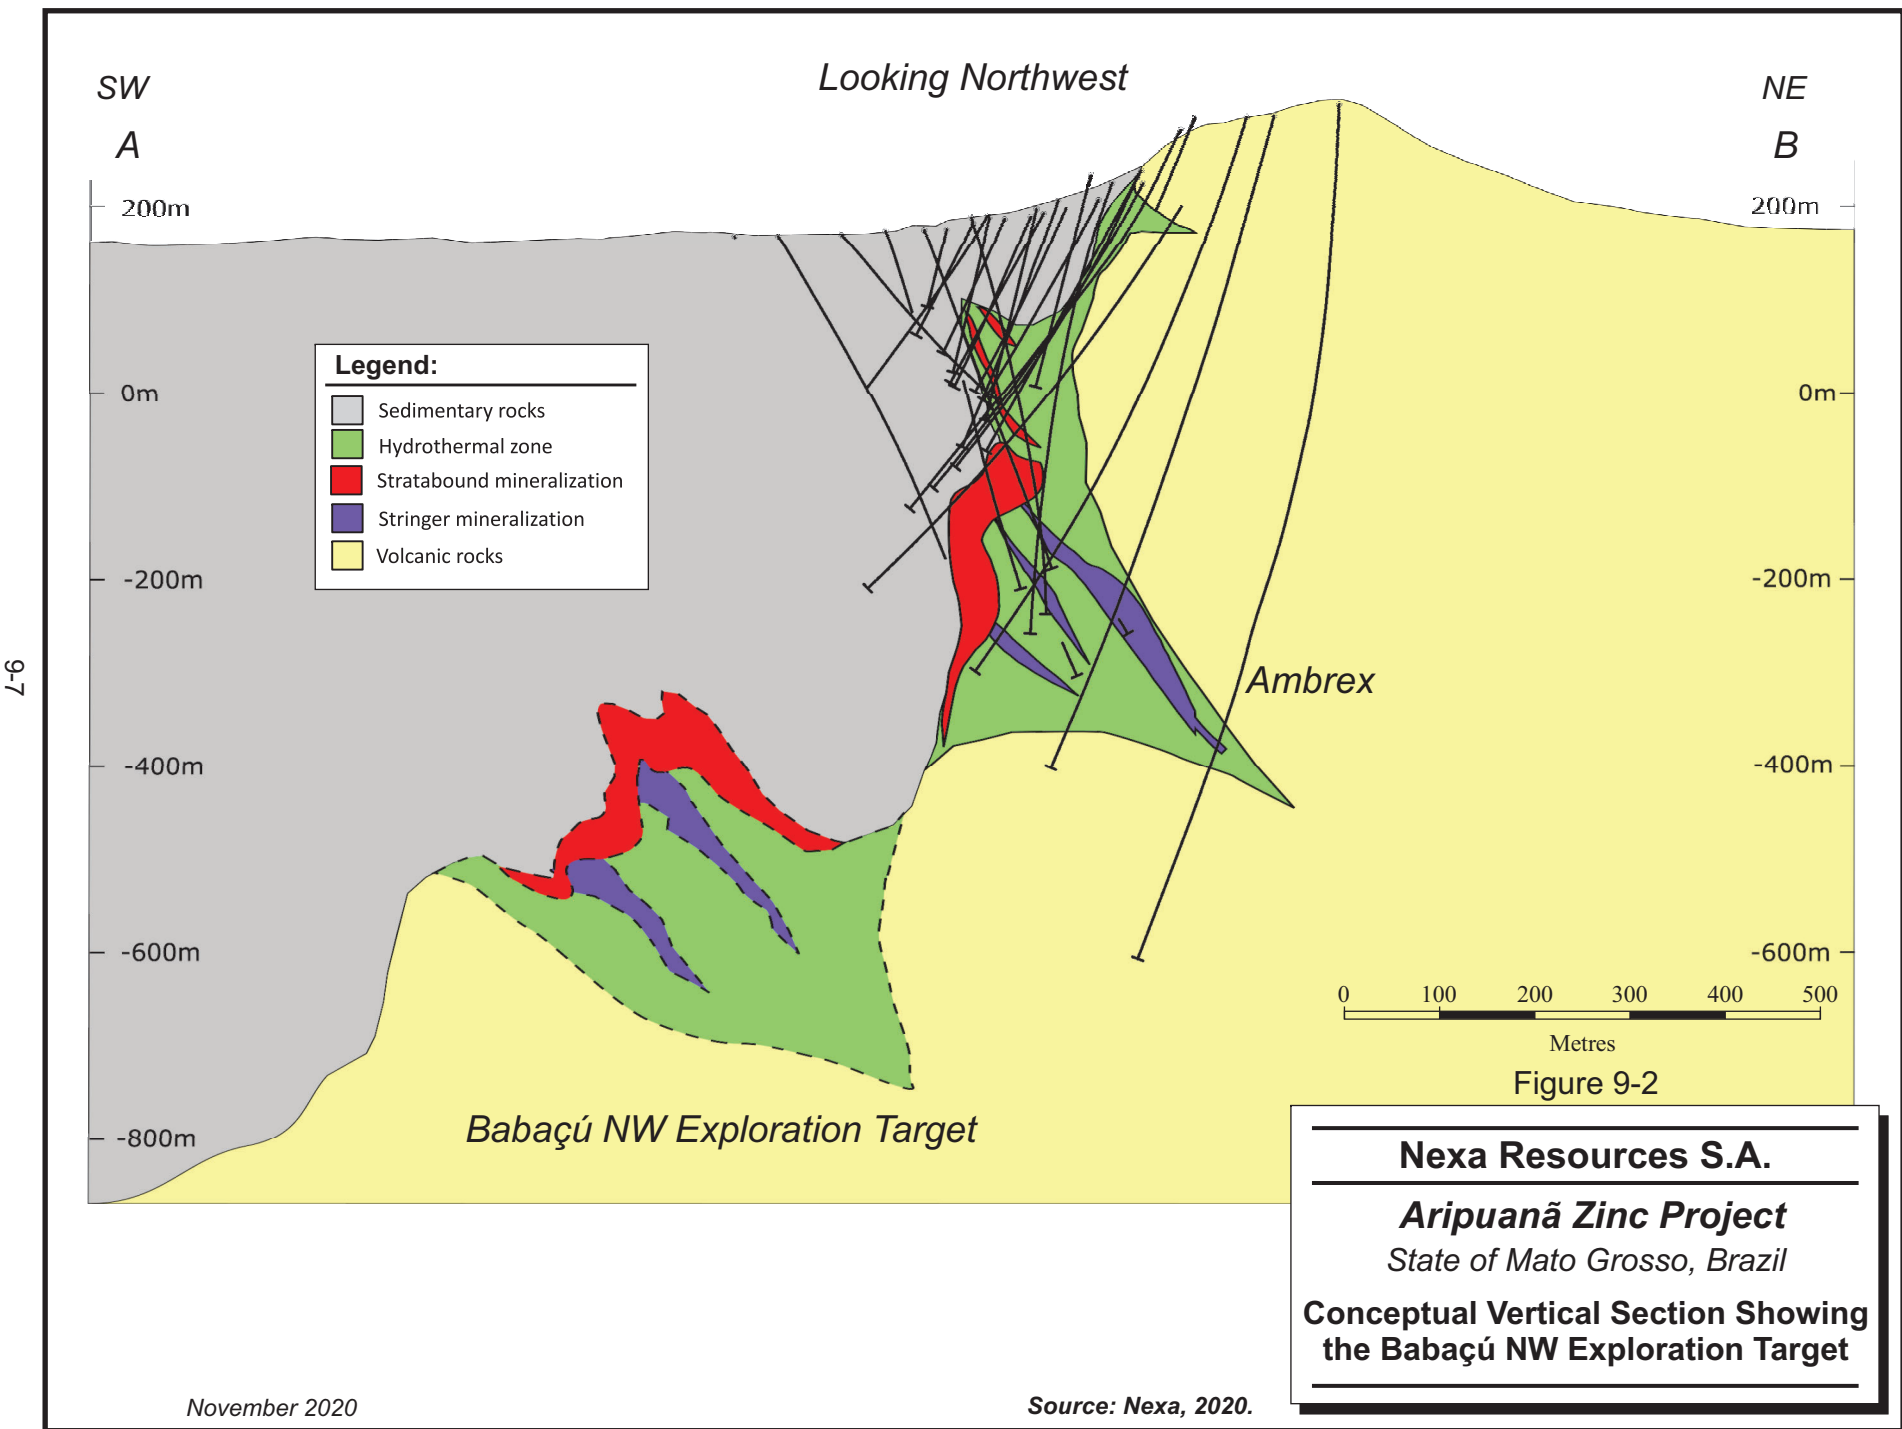 Looking Northwest
SW
NE
A
B
200m
200m
0m
0m
-200m
-200m
-400m
-400m
-600m
-600m
-800m
Legend:
Sedimentary rocks
Hydrothermal zone
Stratabound mineralization
Stringer mineralization
Volcanic rocks
9-7
Ambrex
Babaçú NW Exploration Target
0 100 200 300 400 500
Metres
Figure 9-2
Nexa Resources S.A.
Aripuanã Zinc Project
State of Mato Grosso, Brazil
Conceptual Vertical Section Showing
the Babaçú NW Exploration Target
November 2020
Source: Nexa, 2020.